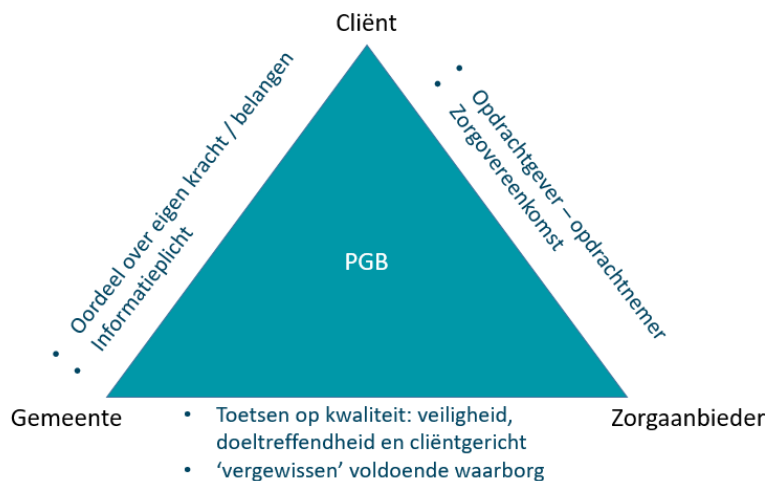 Cliënt
• Oordeel over eigen kracht / belangen
• Informatieplicht
• Opdrachtgever – opdrachtnemer
• Zorgovereenkomst
PGB
Gemeente
Zorgaanbieder
• Toetsen op kwaliteit: veiligheid,
doeltreffendheid en cliëntgericht
• ‘vergewissen’ voldoende waarborg